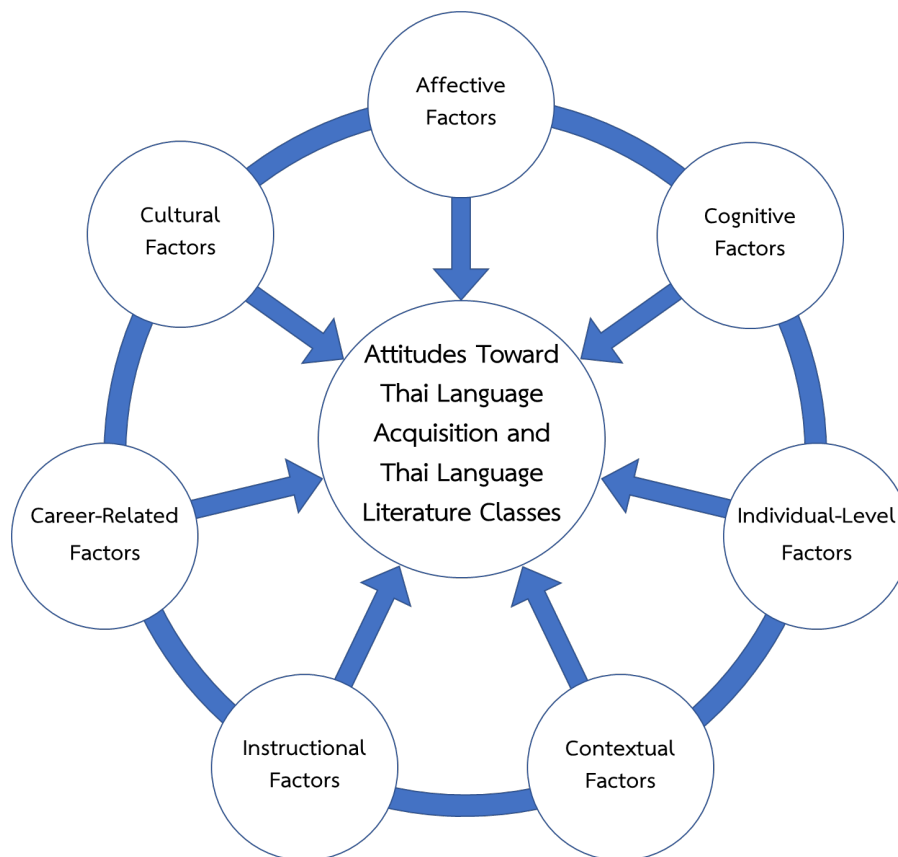 Affective
Factors
Cultural
Factors
Cognitive
Factors
Attitudes Toward
Thai Language
Acquisition and
Thai Language
Literature Classes
Career-Related
Factors
Individual-Level
Factors
Instructional
Factors
Contextual
Factors